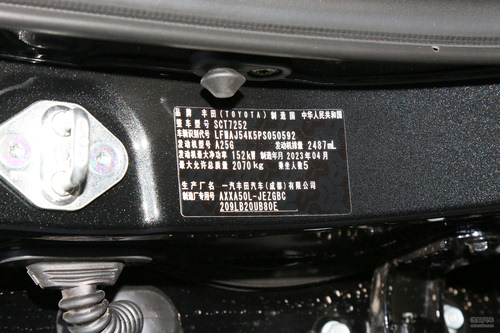 品牌 丰田(TOYOTA) 制造国 中华人民共和国
整车型号 SCT7252
车辆识别代号 LFMAJ54K5PS050592
发动机型号 A25G 发动机排量 2487mL
发动机最大净功率 152kW 制造年月 2023年04月
最大允许总质量 2070kg 乘坐人数5
生产厂名 一汽丰田汽车(成都)有限公司
制造厂专用号 AXXA50L-JEZGBC
209LB20UB80E